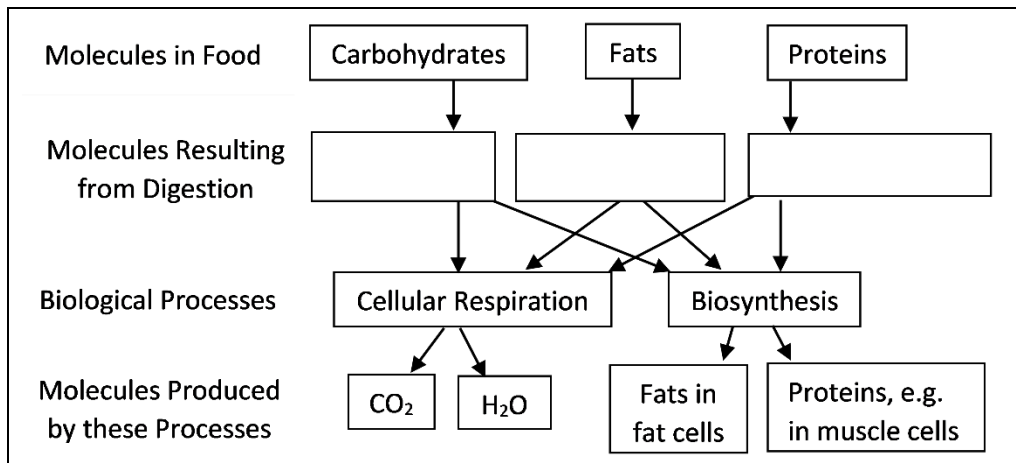 Molecules in Food
Carbohydrates
Fats
Proteins
Molecules Resulting
from Digestion
Biological Processes
Cellular Respiration
Biosynthesis
Molecules Produced
by these Processes
CO₂
H₂O
Fats in
fat cells
Proteins, e.g.
in muscle cells